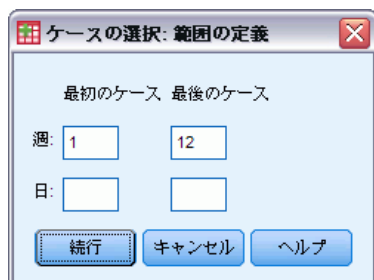 ケースの選択: 範囲の定義
最初のケース 最後のケース
週: 1 12
日:
続行 キャンセル ヘルプ